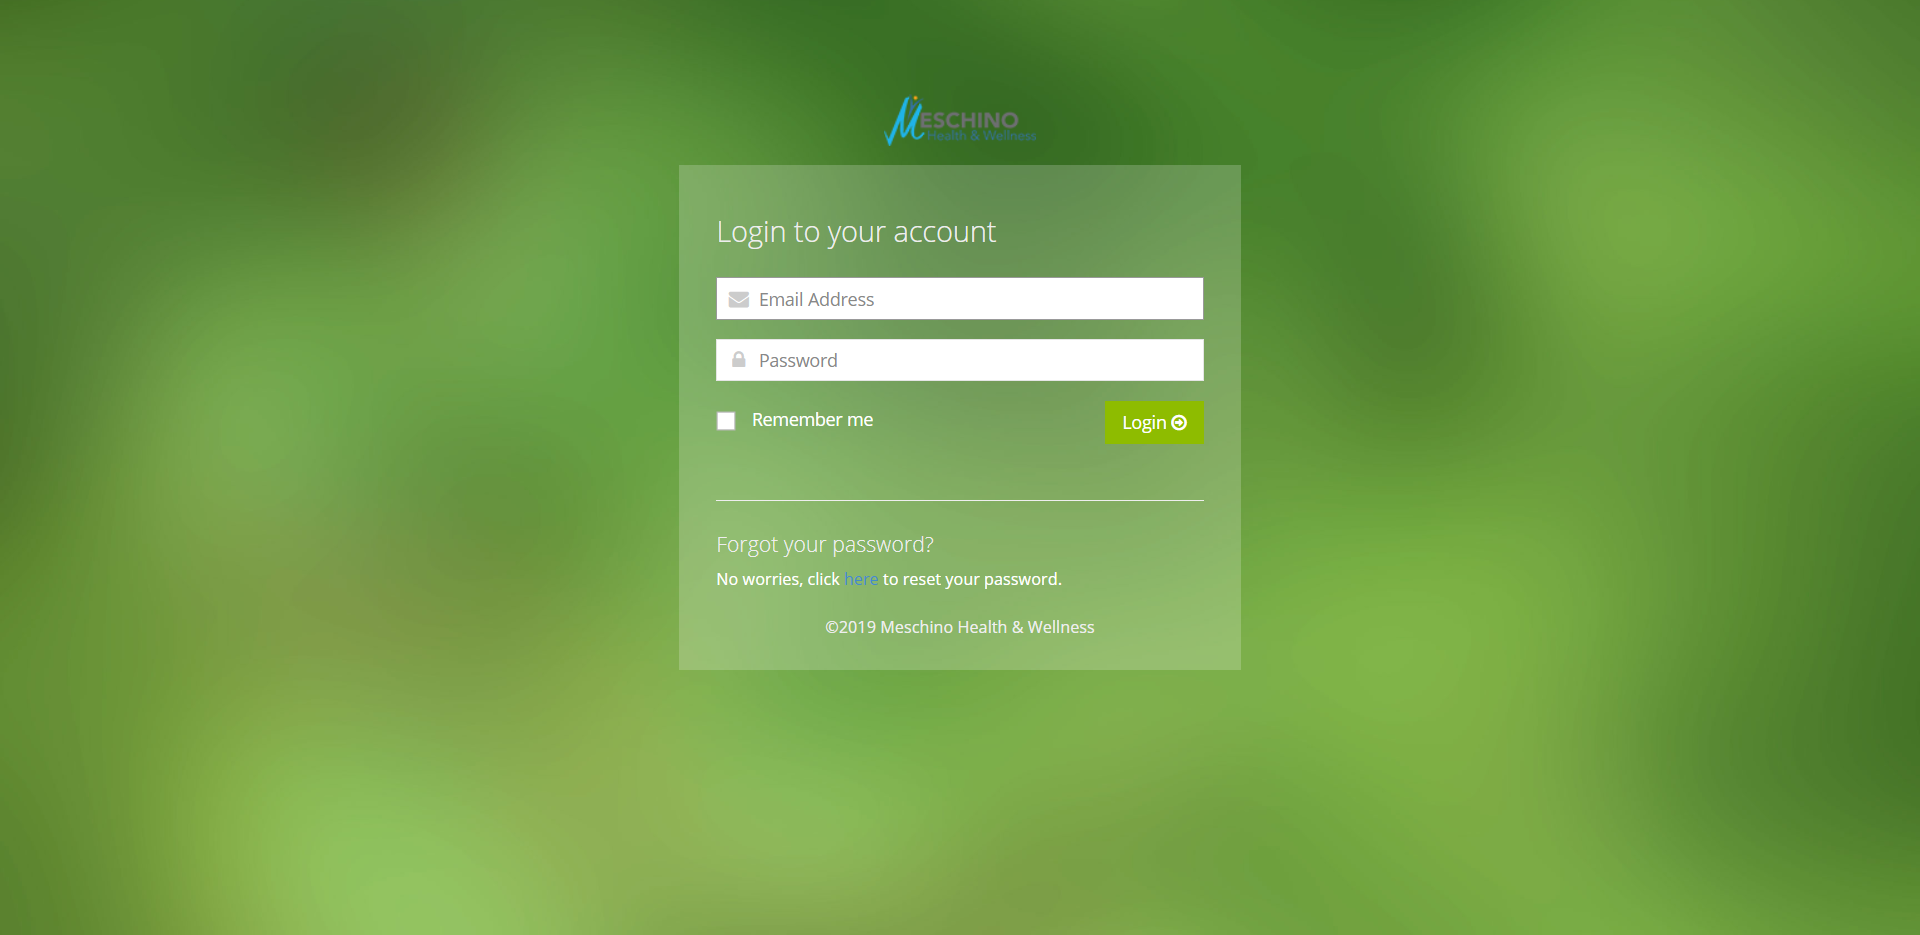 MESCHINO
Health & Wellness
Login to your account
Email Address
Password
Remember me
Login
Forgot your password?
No worries, click here to reset your password.
©2019 Meschino Health & Wellness